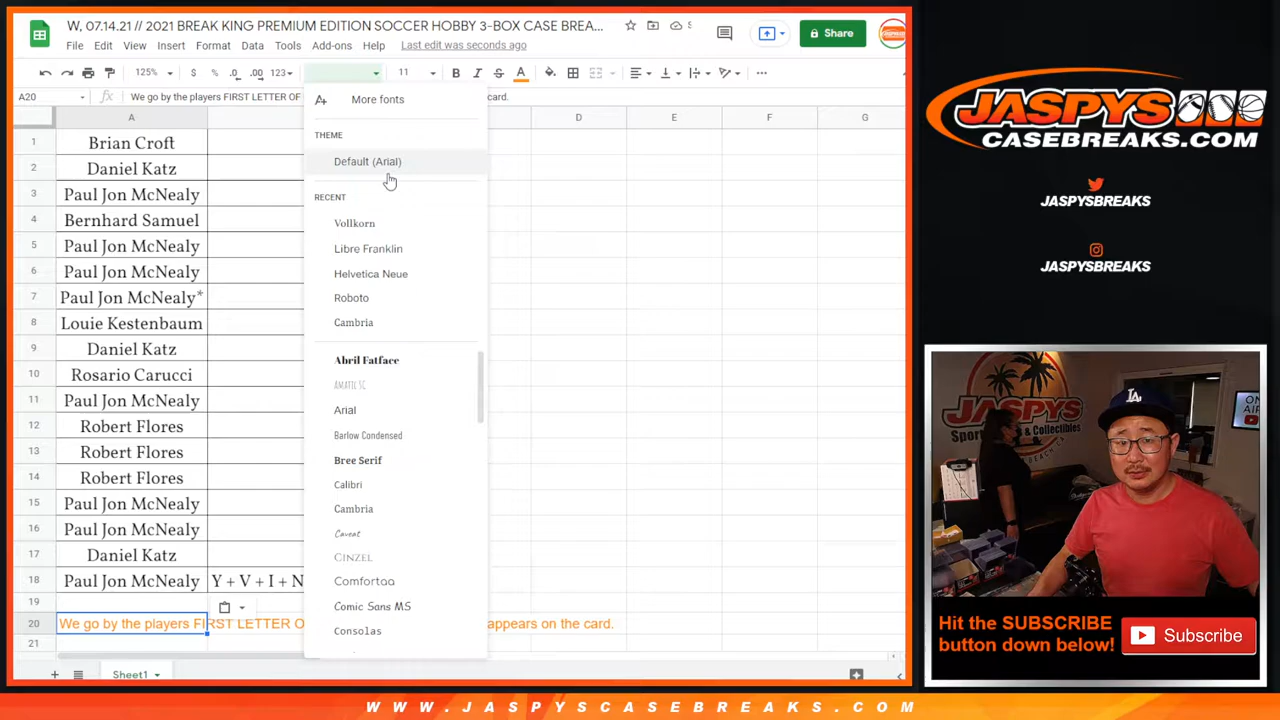 W, 07.14.21 // 2021 BREAK KING PREMIUM EDITION SOCCER HOBBY 3-BOX CASE BREA...
File Edit View Insert Format Data Tools Add-ons Help Last edit was seconds ago
Share
125% $ % .0 .00 123 11 B I S A
A20 fx We go by the players FIRST LETTER OF card.
More fonts
THEME
Default (Arial)
RECENT
Vollkorn
Libre Franklin
Helvetica Neue
Roboto
Cambria
Abril Fatface
AMATIC SC
Arial
Barlow Condensed
Bree Serif
Calibri
Cambria
Caveat
CINZEL
Comfortaa
Comic Sans MS
Consolas
A D E F G
1 Brian Croft
2 Daniel Katz
3 Paul Jon McNealy
4 Bernhard Samuel
5 Paul Jon McNealy
6 Paul Jon McNealy
7 Paul Jon McNealy*
8 Louie Kestenbaum
9 Daniel Katz
10 Rosario Carucci
11 Paul Jon McNealy
12 Robert Flores
13 Robert Flores
14 Robert Flores
15 Paul Jon McNealy
16 Paul Jon McNealy
17 Daniel Katz
18 Paul Jon McNealy Y + V + I + N
19
20 We go by the players FIRST LETTER O appears on the card.
21
Sheet1
JASPYS
CASEBREAKS.COM
JASPYSBREAKS
JASPYSBREAKS
JASPYS
Hit the SUBSCRIBE
button down below!
Subscribe
WWW.JASPYSCASEBREAKS.COM